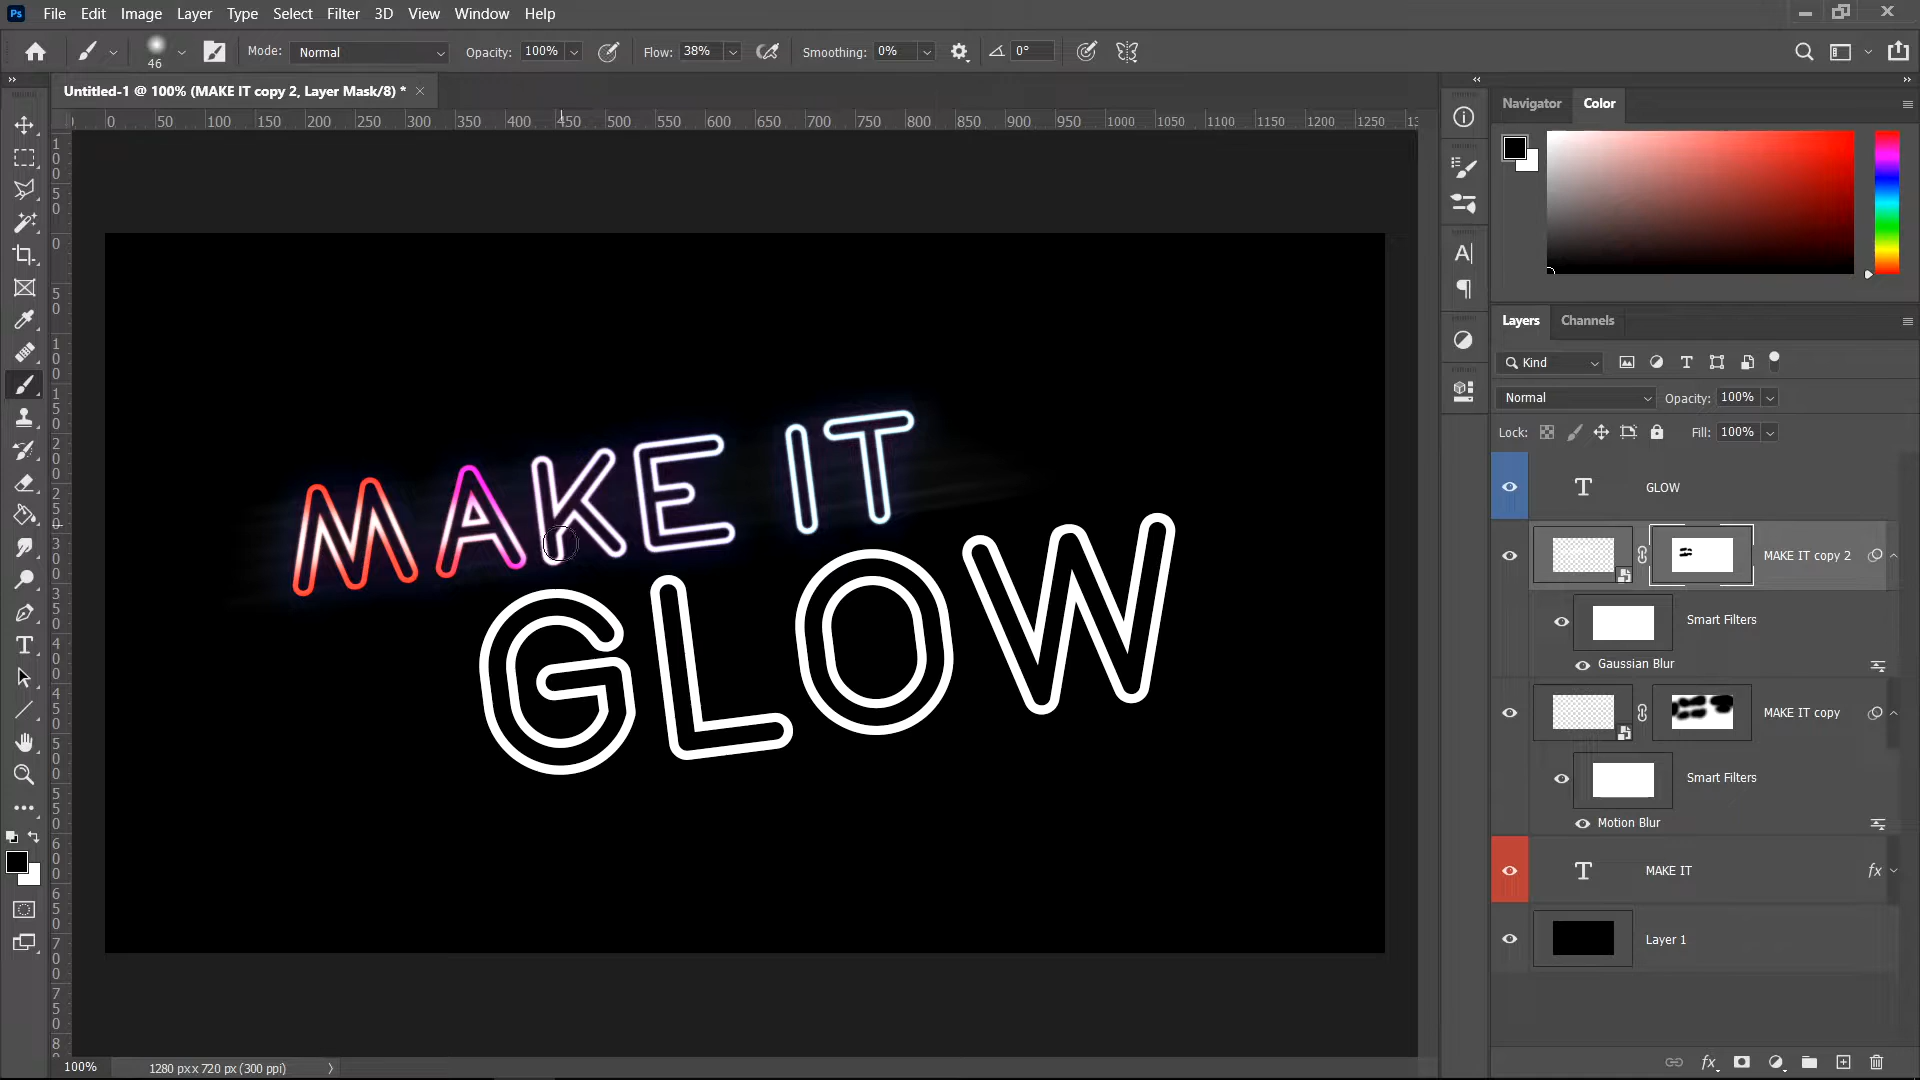 Ps File Edit Image Layer Type Select Filter 3D View Window Help
46 Mode: Normal Opacity: 100% Flow: 38% Smoothing: 0% 0°
Untitled-1 @ 100% (MAKE IT copy 2, Layer Mask/8) * ×
0 50 100 150 200 250 300 350 400 450 500 550 600 650 700 750 800 850 900 950 1000 1050 1100 1150 1200 1250
MAKE IT
GLOW
100% 1280 px x 720 px (300 ppi)
Navigator Color
Layers Channels
Kind
Normal Opacity: 100%
Lock: Fill: 100%
T GLOW
MAKE IT copy 2
Smart Filters
Gaussian Blur
MAKE IT copy
Smart Filters
Motion Blur
T MAKE IT fx
Layer 1
fx